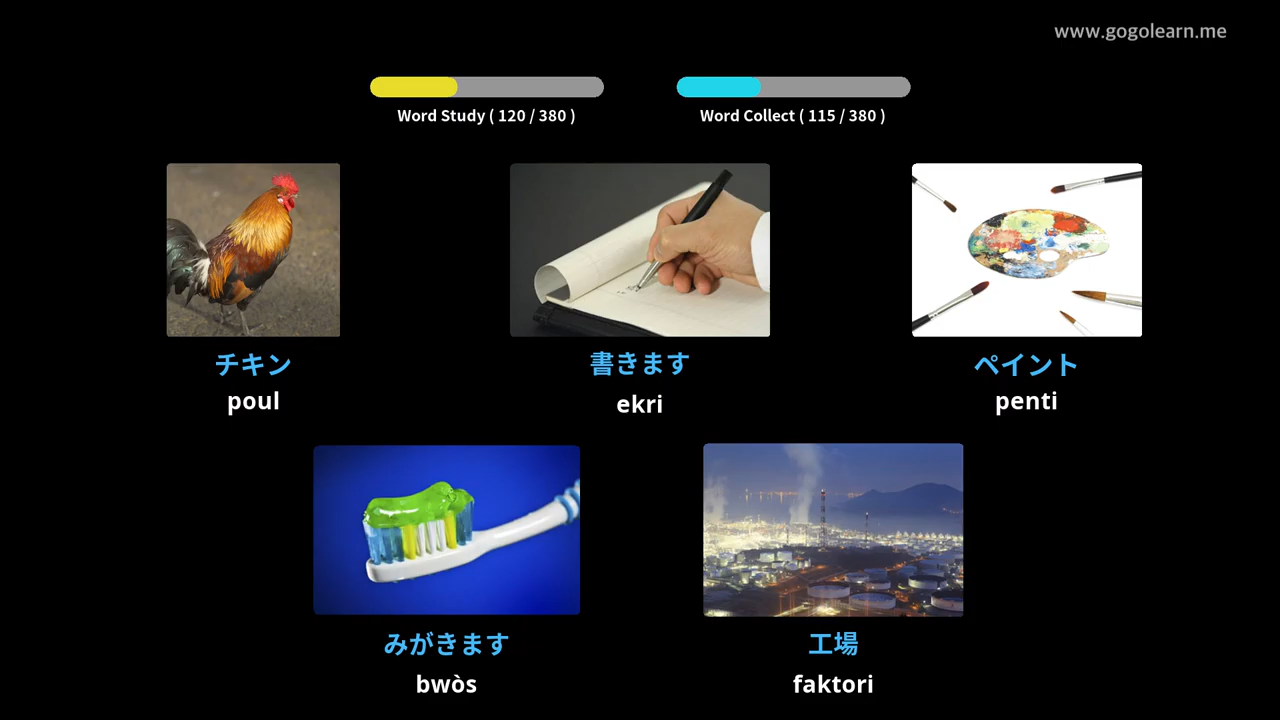 www.gogolearn.me
Word Study ( 120 / 380 )
Word Collect ( 115 / 380 )
チキン
poul
書きます
ekri
ペイント
penti
みがきます
bwòs
工場
faktori